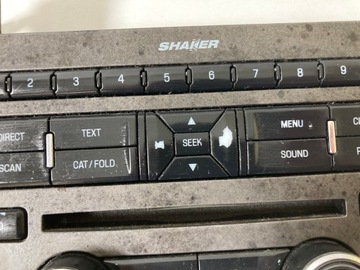 SHAKER
2 3 4 5 6 7 8 9
DIRECT TEXT MENU
SEEK
SCAN CAT/FOLD SOUND